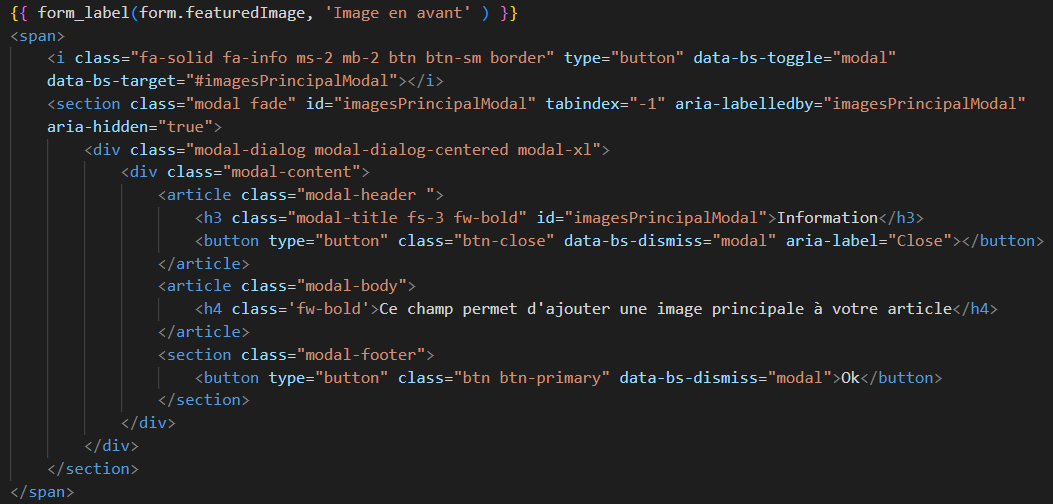 {{ form_label(form.featuredImage, 'Image en avant' ) }}
<span>
<i class="fa-solid fa-info ms-2 mb-2 btn btn-sm border" type="button" data-bs-toggle="modal"
data-bs-target="#imagesPrincipalModal"></i>
<section class="modal fade" id="imagesPrincipalModal" tabindex="-1" aria-labelledby="imagesPrincipalModal"
aria-hidden="true">
<div class="modal-dialog modal-dialog-centered modal-xl">
<div class="modal-content">
<article class="modal-header ">
<h3 class="modal-title fs-3 fw-bold" id="imagesPrincipalModal">Information</h3>
<button type="button" class="btn-close" data-bs-dismiss="modal" aria-label="Close"></button>
</article>
<article class="modal-body">
<h4 class='fw-bold'>Ce champ permet d'ajouter une image principale à votre article</h4>
</article>
<section class="modal-footer">
<button type="button" class="btn btn-primary" data-bs-dismiss="modal">Ok</button>
</section>
</div>
</div>
</section>
</span>